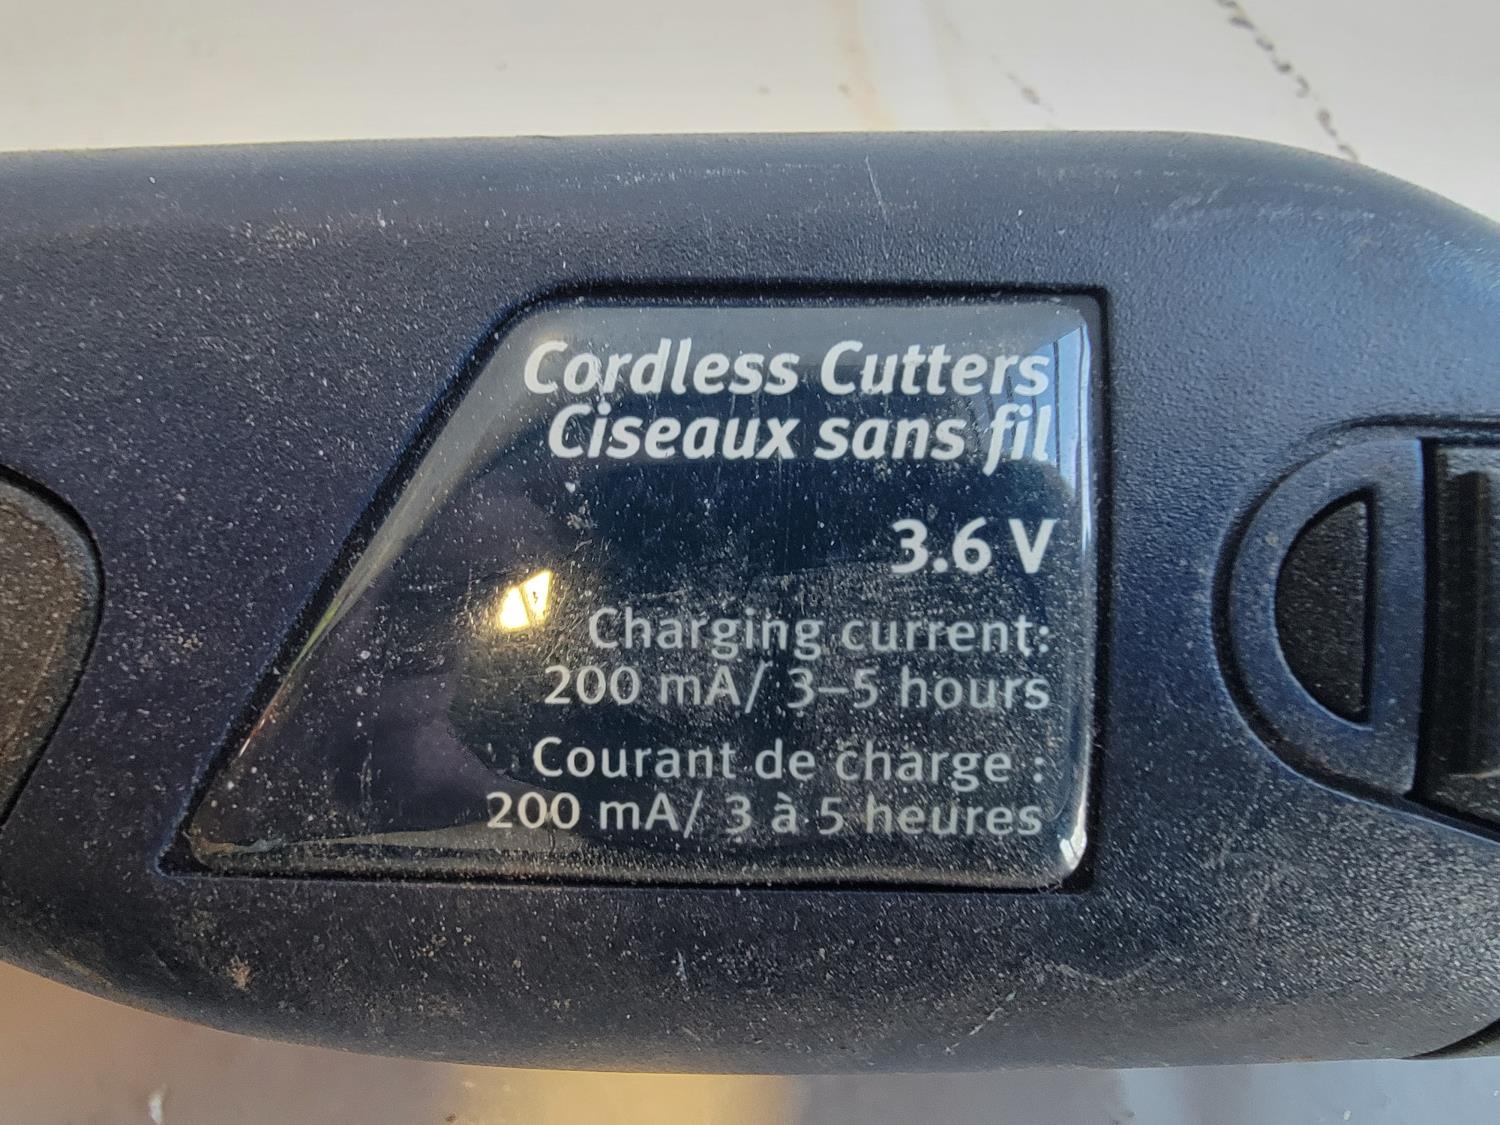 Cordless Cutters
Ciseaux sans fil
3.6 V
Charging current:
200 mA/ 3–5 hours
Courant de charge :
200 mA/ 3 à 5 heures